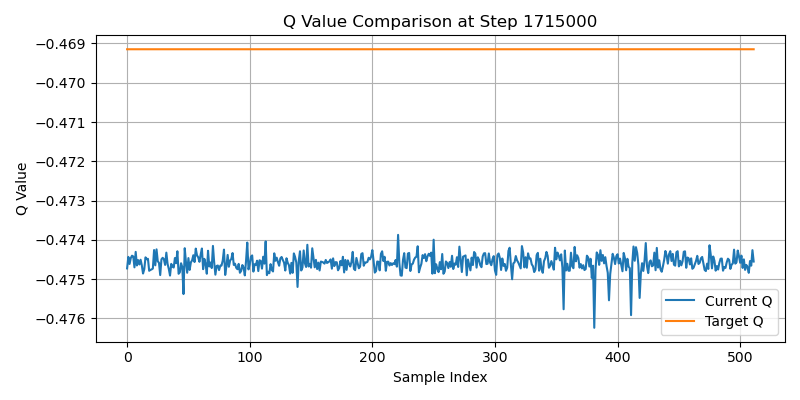 Q Value Comparison at Step 1715000
Q Value
−0.469
−0.470
−0.471
−0.472
−0.473
−0.474
−0.475
−0.476
0 100 200 300 400 500
Sample Index
Current Q
Target Q